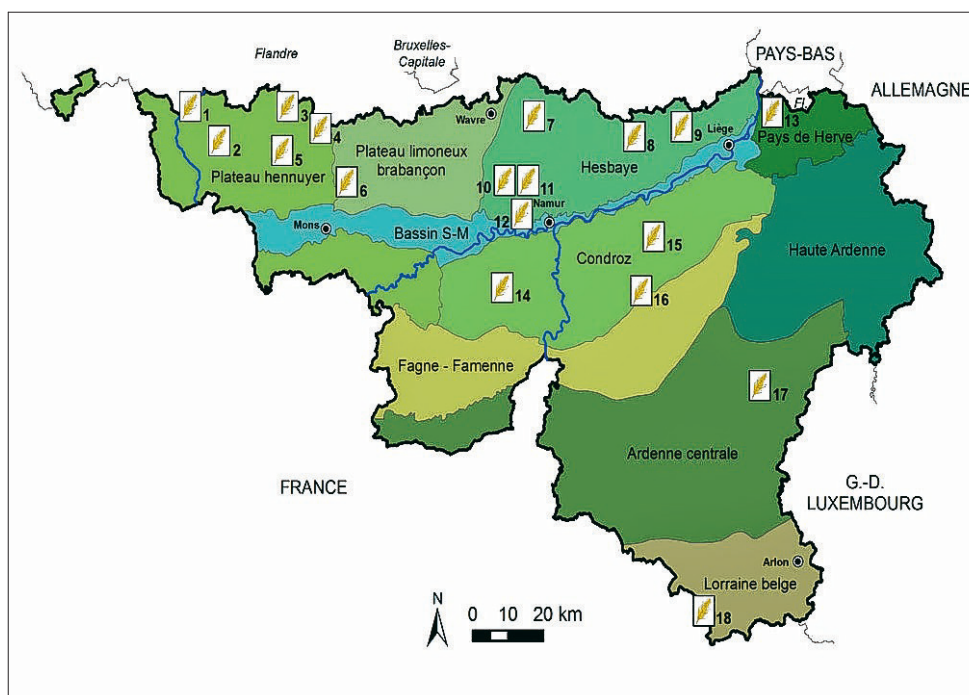 Flandre
Bruxelles-
Capitale
PAYS-BAS
ALLEMAGNE
Fl.
1
3
4
Wavre
7
9
13
2
5
8
Liège
Pays de Herve
Plateau hennuyer
Plateau limoneux
brabançon
Hesbaye
6
10
11
12
Namur
Mons
Bassin S-M
15
Condroz
Haute Ardenne
14
16
Fagne - Famenne
17
Ardenne centrale
FRANCE
G.-D.
LUXEMBOURG
Arlon
Lorraine belge
18
N
0 10 20 km